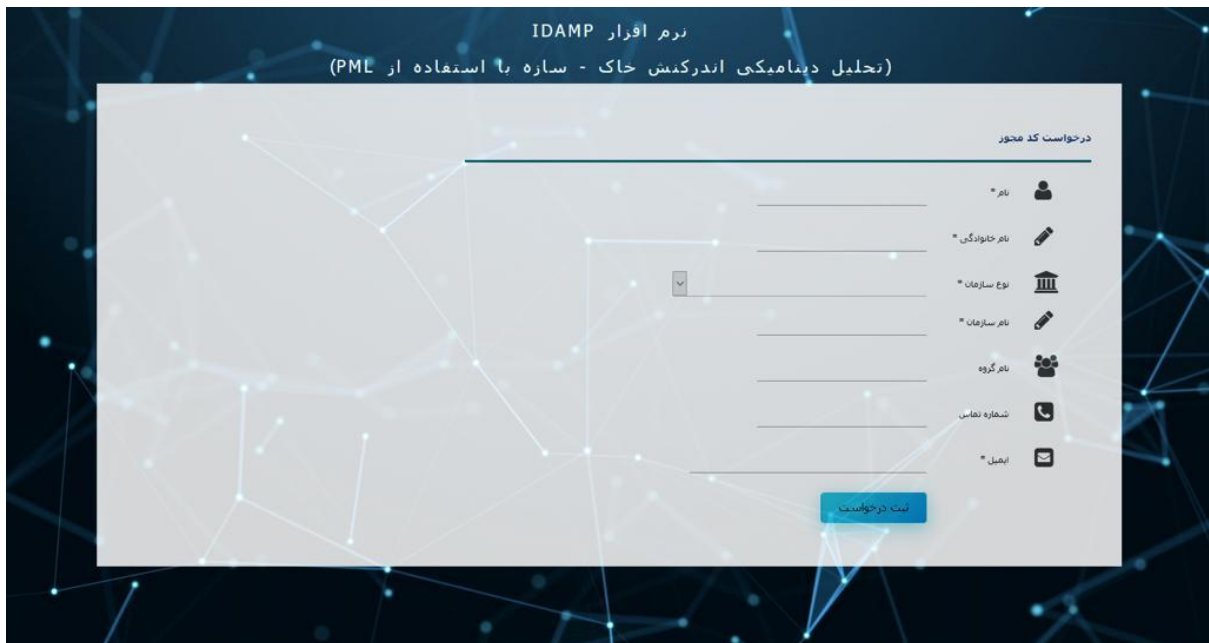 نرم افزار IDAMP
(تحلیل دینامیکی اندرکنش خاک - سازه با استفاده از PML)
درخواست کد مجوز
نام *
نام خانوادگی *
نوع سازمان *
نام سازمان *
نام گروه
شماره تماس
ایمیل *
ثبت درخواست